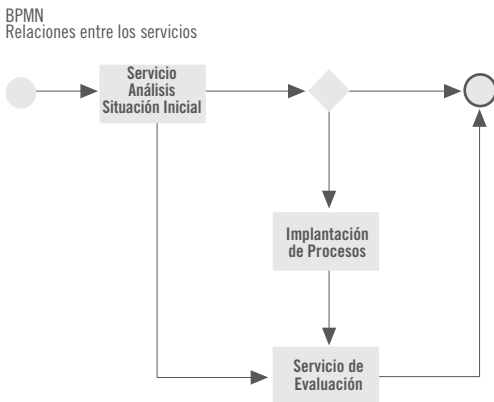 BPMN
Relaciones entre los servicios
Servicio
Análisis
Situación Inicial
Implantación
de Procesos
Servicio de
Evaluación